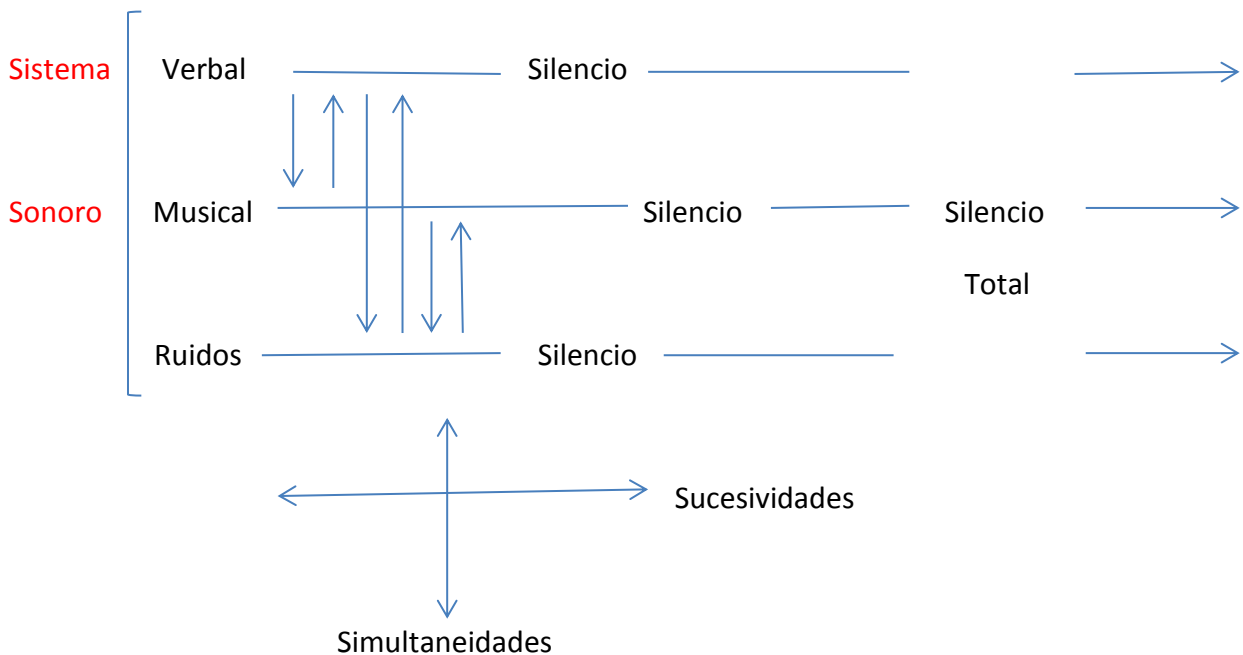 Sistema Verbal Silencio
Sonoro Musical Silencio Silencio
Total
Ruidos Silencio
Sucesividades
Simultaneidades